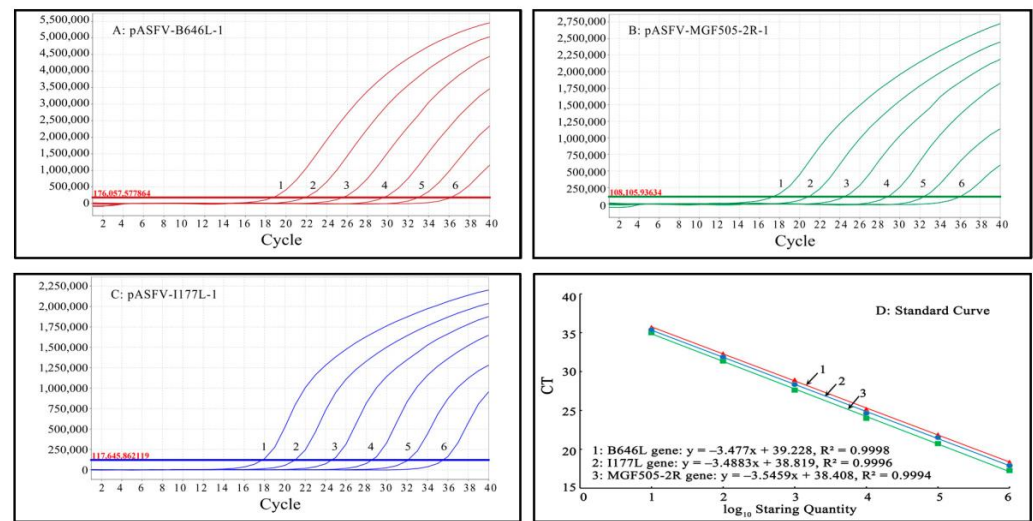 A: pASFV-B646L-1
5,500,000
5,000,000
4,500,000
4,000,000
3,500,000
3,000,000
2,500,000
2,000,000
1,500,000
1,000,000
500,000
0
176,057,577864
1 2 3 4 5 6
2 4 6 8 10 12 14 16 18 20 22 24 26 28 30 32 34 36 38 40
Cycle
B: pASFV-MGF505-2R-1
2,750,000
2,500,000
2,250,000
2,000,000
1,750,000
1,500,000
1,250,000
1,000,000
750,000
500,000
250,000
0
108,105,93634
1 2 3 4 5 6
2 4 6 8 10 12 14 16 18 20 22 24 26 28 30 32 34 36 38 40
Cycle
C: pASFV-I177L-1
2,250,000
2,000,000
1,750,000
1,500,000
1,250,000
1,000,000
750,000
500,000
250,000
0
117,645,862119
1 2 3 4 5 6
2 4 6 8 10 12 14 16 18 20 22 24 26 28 30 32 34 36 38 40
Cycle
D: Standard Curve
40
35
30
25
20
15
CT
1
2
3
1: B646L gene: y = –3.477x + 39.228, R² = 0.9998
2: I177L gene: y = –3.4883x + 38.819, R² = 0.9996
3: MGF505-2R gene: y = –3.5459x + 38.408, R² = 0.9994
1 2 3 4 5 6
log₁₀ Staring Quantity